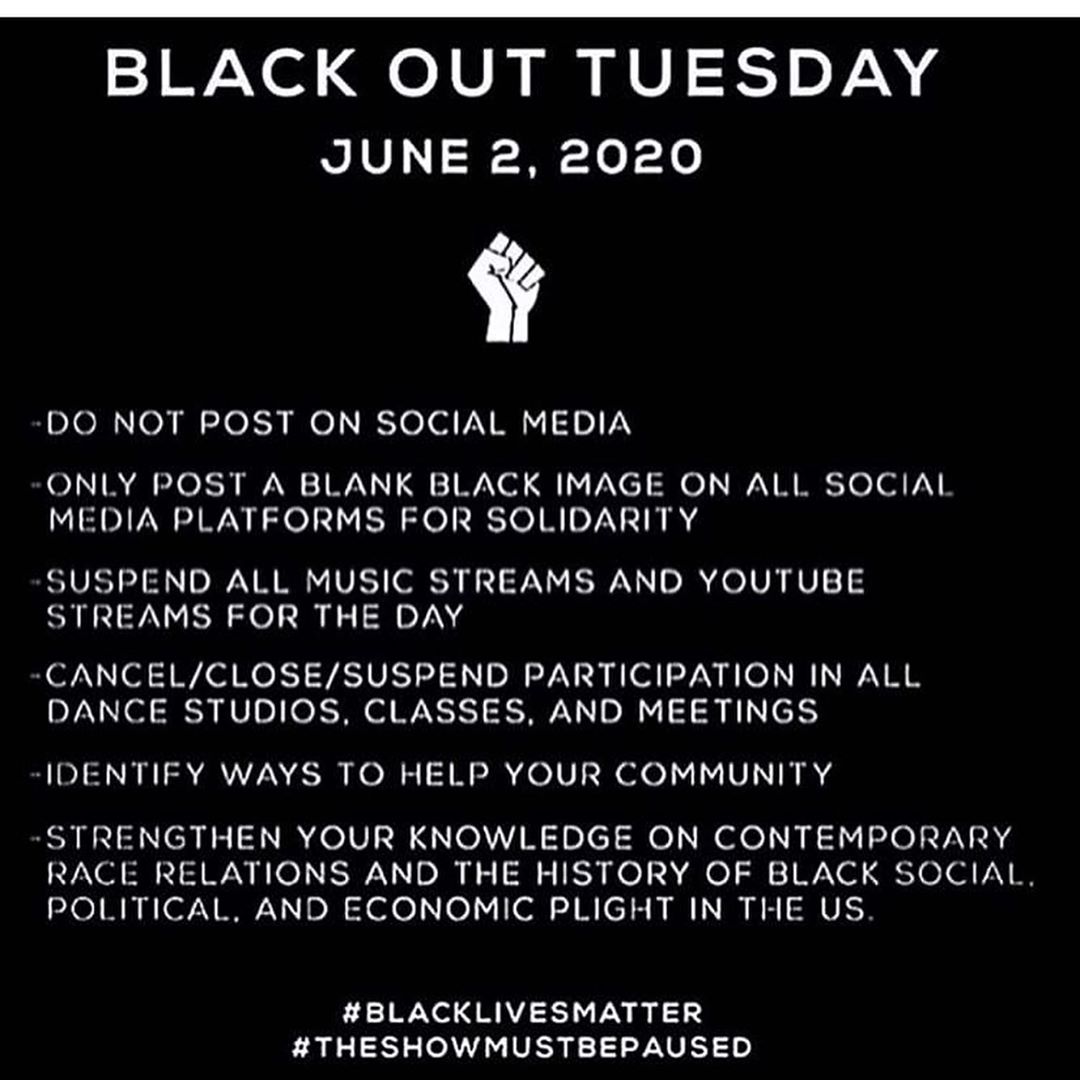 BLACK OUT TUESDAY
JUNE 2, 2020
-DO NOT POST ON SOCIAL MEDIA
-ONLY POST A BLANK BLACK IMAGE ON ALL SOCIAL
MEDIA PLATFORMS FOR SOLIDARITY
-SUSPEND ALL MUSIC STREAMS AND YOUTUBE
STREAMS FOR THE DAY
-CANCEL/CLOSE/SUSPEND PARTICIPATION IN ALL
DANCE STUDIOS, CLASSES, AND MEETINGS
-IDENTIFY WAYS TO HELP YOUR COMMUNITY
-STRENGTHEN YOUR KNOWLEDGE ON CONTEMPORARY
RACE RELATIONS AND THE HISTORY OF BLACK SOCIAL,
POLITICAL, AND ECONOMIC PLIGHT IN THE US.
#BLACKLIVESMATTER
#THESHOWMUSTBEPAUSED